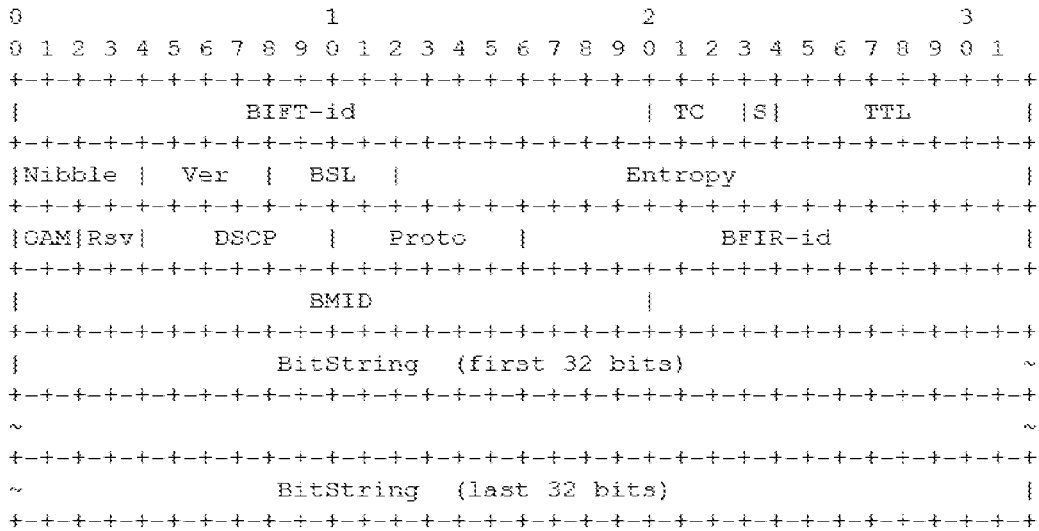 0                   1                   2                   3
0 1 2 3 4 5 6 7 8 9 0 1 2 3 4 5 6 7 8 9 0 1 2 3 4 5 6 7 8 9 0 1
+-+-+-+-+-+-+-+-+-+-+-+-+-+-+-+-+-+-+-+-+-+-+-+-+-+-+-+-+-+-+-+-+
|              BIFT-id                  | TC  |S|     TTL       |
+-+-+-+-+-+-+-+-+-+-+-+-+-+-+-+-+-+-+-+-+-+-+-+-+-+-+-+-+-+-+-+-+
|Nibble |  Ver  |  BSL  |              Entropy                  |
+-+-+-+-+-+-+-+-+-+-+-+-+-+-+-+-+-+-+-+-+-+-+-+-+-+-+-+-+-+-+-+-+
|OAM|Rsv|    DSCP   |   Proto   |            BFIR-id            |
+-+-+-+-+-+-+-+-+-+-+-+-+-+-+-+-+-+-+-+-+-+-+-+-+-+-+-+-+-+-+-+-+
|                  BMID                 |
+-+-+-+-+-+-+-+-+-+-+-+-+-+-+-+-+-+-+-+-+-+-+-+-+-+-+-+-+-+-+-+-+
|                BitString  (first 32 bits)                     ~
+-+-+-+-+-+-+-+-+-+-+-+-+-+-+-+-+-+-+-+-+-+-+-+-+-+-+-+-+-+-+-+-+
~                                                               ~
+-+-+-+-+-+-+-+-+-+-+-+-+-+-+-+-+-+-+-+-+-+-+-+-+-+-+-+-+-+-+-+-+
~                BitString  (last 32 bits)                      |
+-+-+-+-+-+-+-+-+-+-+-+-+-+-+-+-+-+-+-+-+-+-+-+-+-+-+-+-+-+-+-+-+